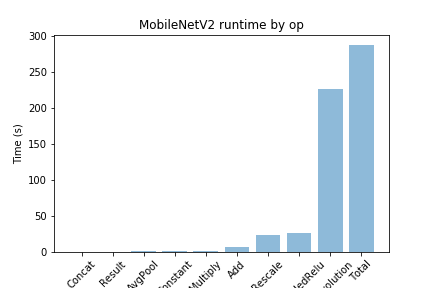 MobileNetV2 runtime by op
Time (s)
300
250
200
150
100
50
0
Concat
Result
AvgPool
onstant
Multiply
Add
Rescale
edRelu
olution
Total